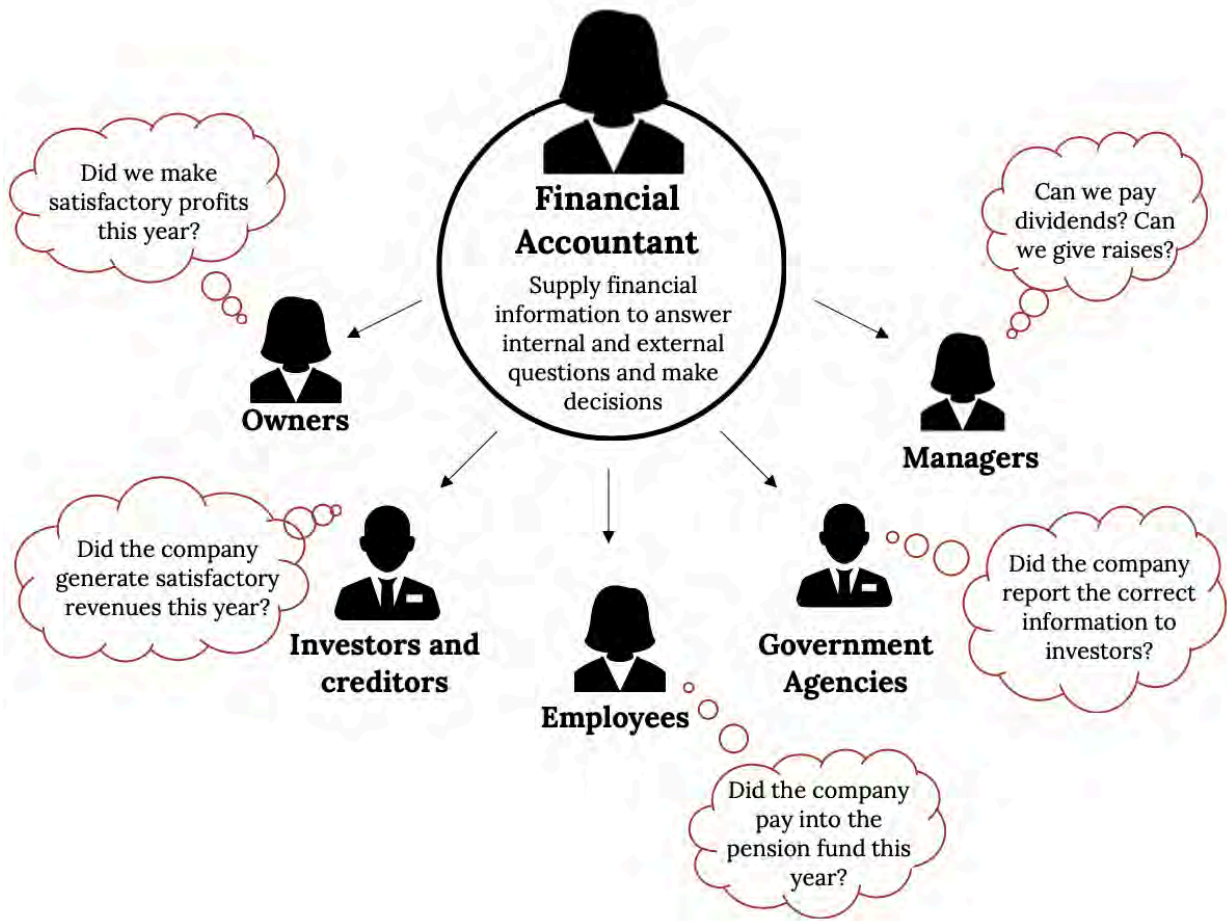 Financial
Accountant
Supply financial
information to answer
internal and external
questions and make
decisions
Did we make
satisfactory profits
this year?
Owners
Can we pay
dividends? Can
we give raises?
Managers
Did the company
generate satisfactory
revenues this year?
Investors and
creditors
Did the company
pay into the
pension fund this
year?
Employees
Did the company
report the correct
information to
investors?
Government
Agencies